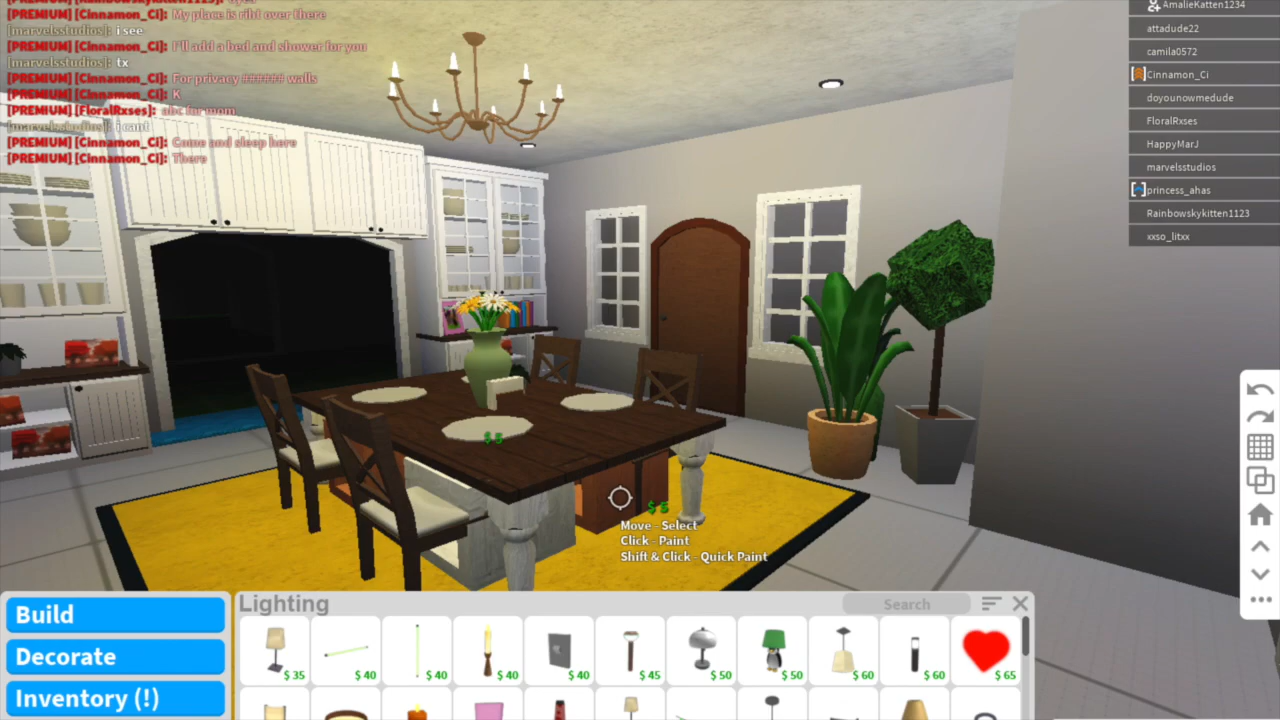 [PREMIUM] [Cinnamon_Ci]: My place is riht over there
[marvelsstudios]: i see
[PREMIUM] [Cinnamon_Ci]: I'll add a bed and shower for you
[marvelsstudios]: tx
[PREMIUM] [Cinnamon_Ci]: For privacy ###### walls
[PREMIUM] [Cinnamon_Ci]: K
[PREMIUM] [FloralRxses]: abc for mom
[marvelsstudios]: i cant
[PREMIUM] [Cinnamon_Ci]: Come and sleep here
[PREMIUM] [Cinnamon_Ci]: There
AmalieKatten1234
attadude22
camila0572
Cinnamon_Ci
doyounowmedude
FloralRxses
HappyMarJ
marvelsstudios
princess_ahas
Rainbowskykitten1123
xxso_litxx
$ 5
$ 5
Move - Select
Click - Paint
Shift & Click - Quick Paint
Build
Decorate
Inventory (!)
Lighting
Search
$ 35
$ 40
$ 40
$ 40
$ 40
$ 45
$ 50
$ 50
$ 60
$ 60
$ 65